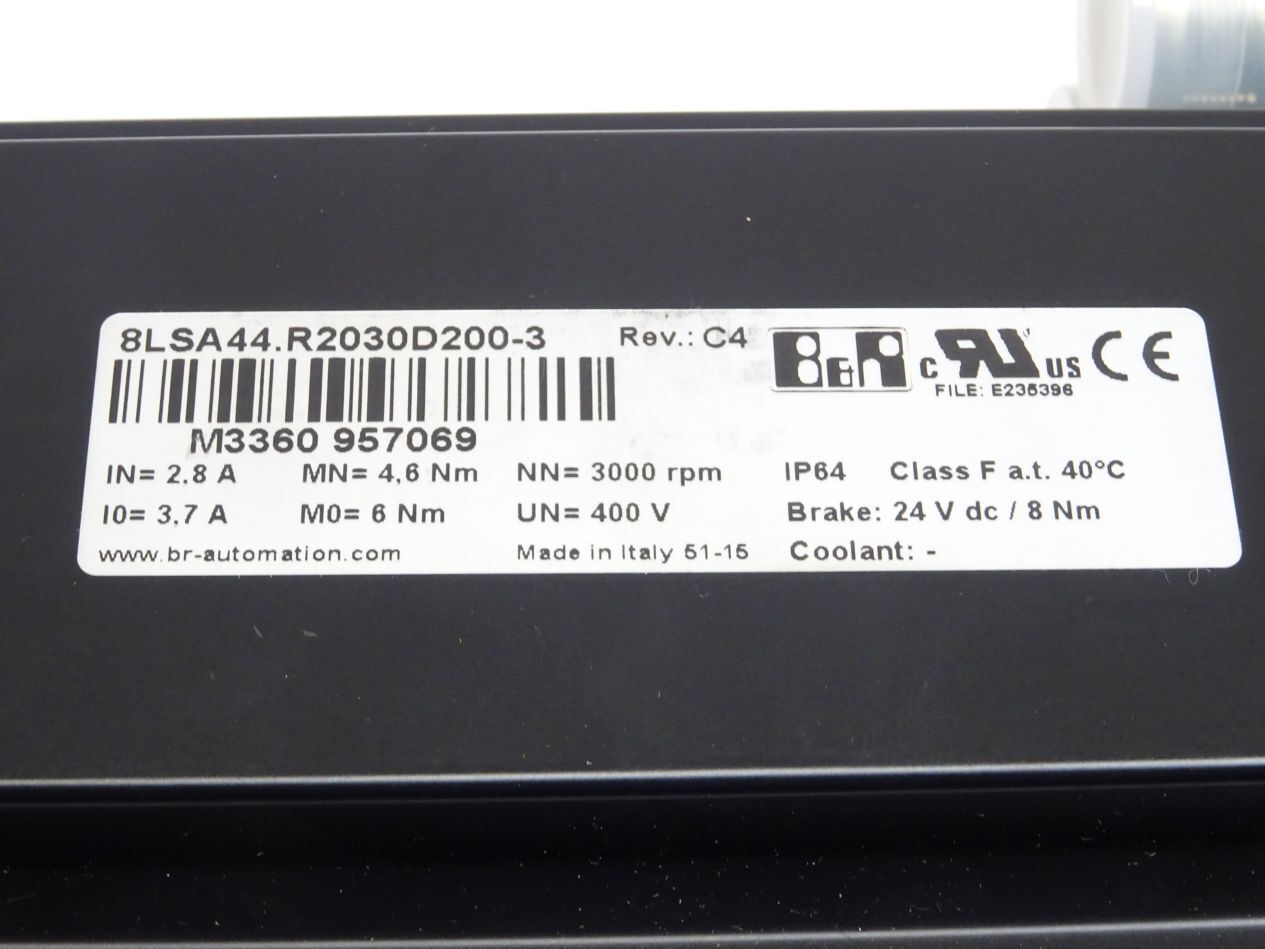 8LSA44.R2030D200-3 Rev.: C4 B&R c RU US CE
FILE: E235396
M3360 957069
IN= 2,8 A MN= 4,6 Nm NN= 3000 rpm IP64 Class F a.t. 40°C
I0= 3,7 A M0= 6 Nm UN= 400 V Brake: 24 V dc / 8 Nm
www.br-automation.com Made in Italy 51-15 Coolant: -